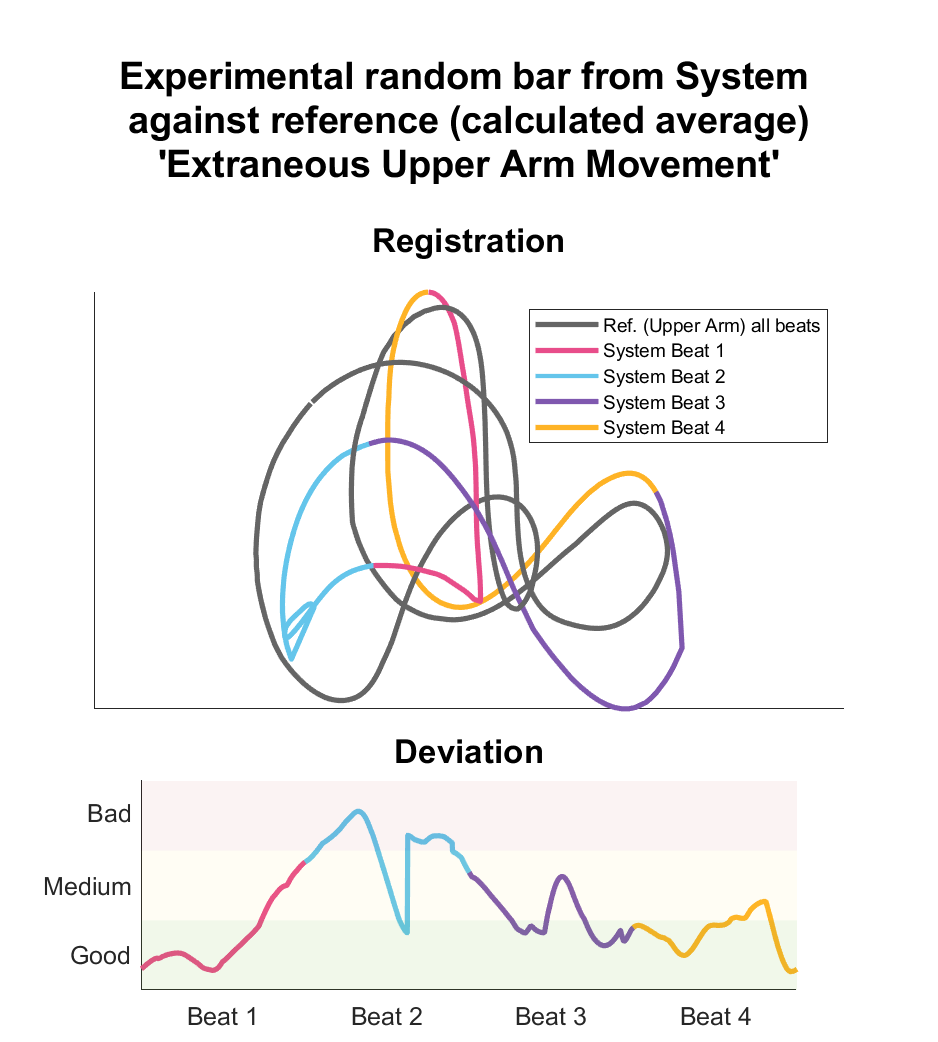 Experimental random bar from System
against reference (calculated average)
'Extraneous Upper Arm Movement'
Registration
Ref. (Upper Arm) all beats
System Beat 1
System Beat 2
System Beat 3
System Beat 4
Deviation
Bad
Medium
Good
Beat 1 Beat 2 Beat 3 Beat 4